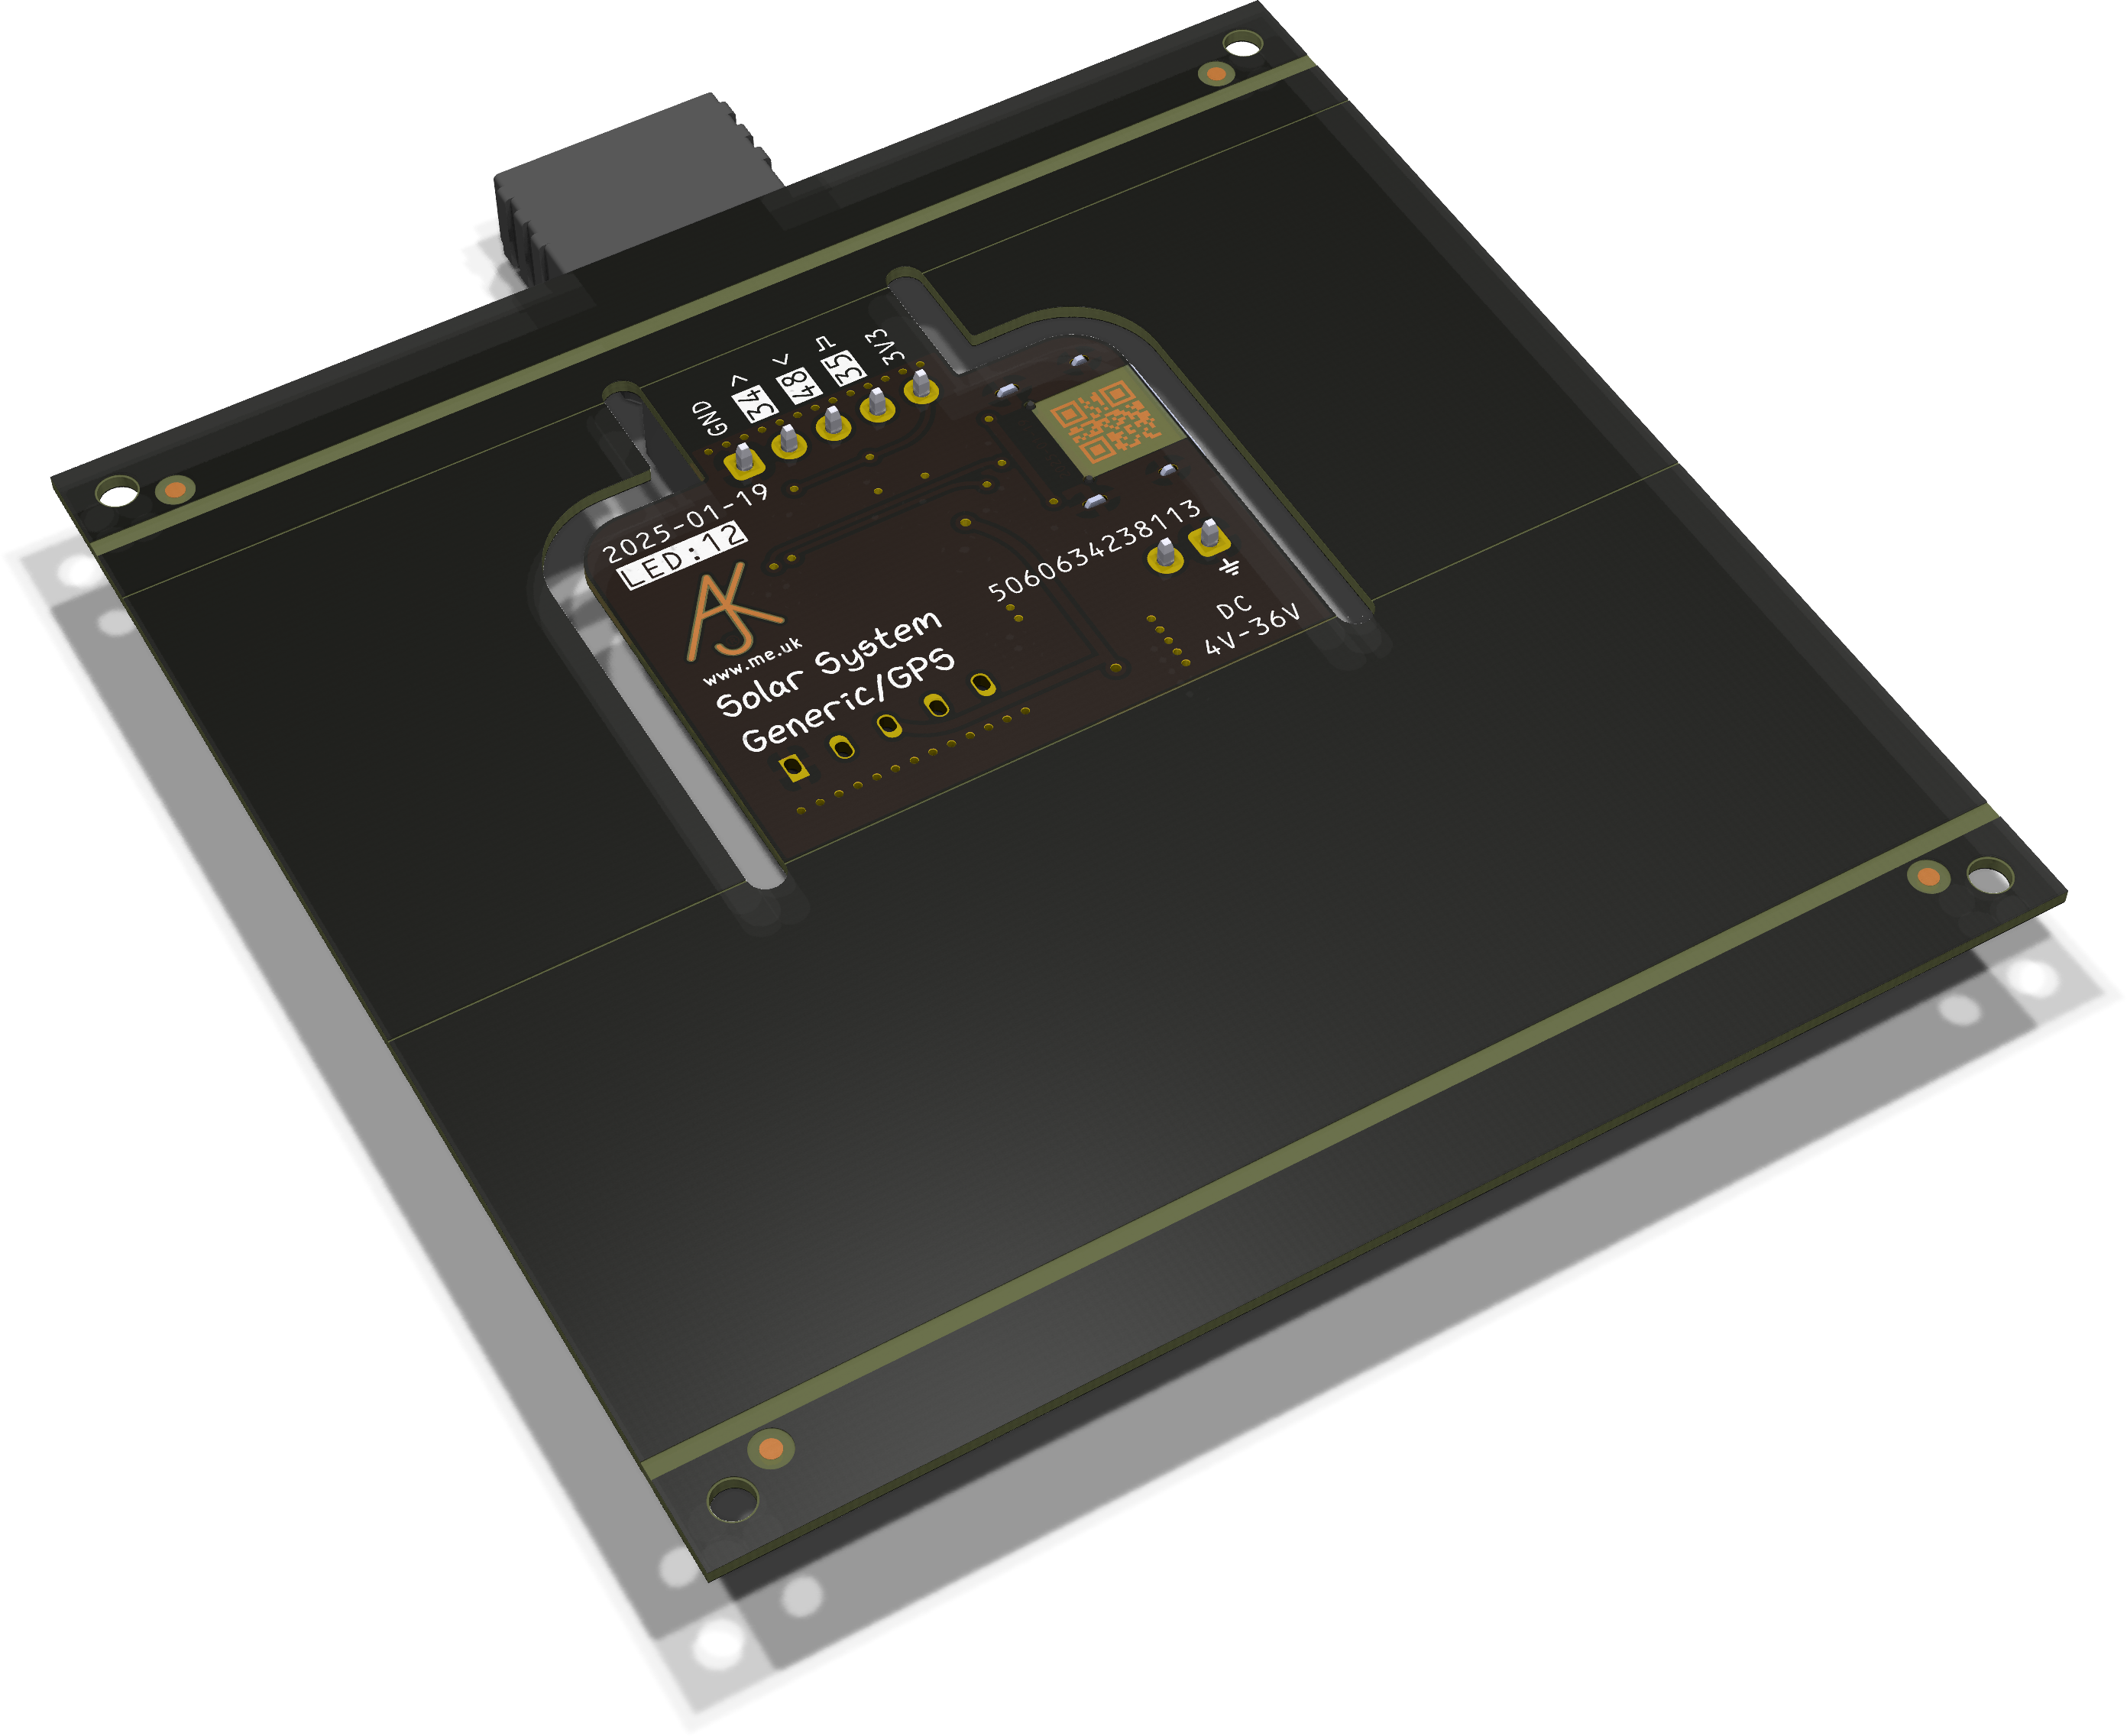 GND
34
48
35
3V3
2025-01-19
LED:12
AJK
www.me.uk
Solar System
Generic/GPS
5060634238113
DC
4V-36V